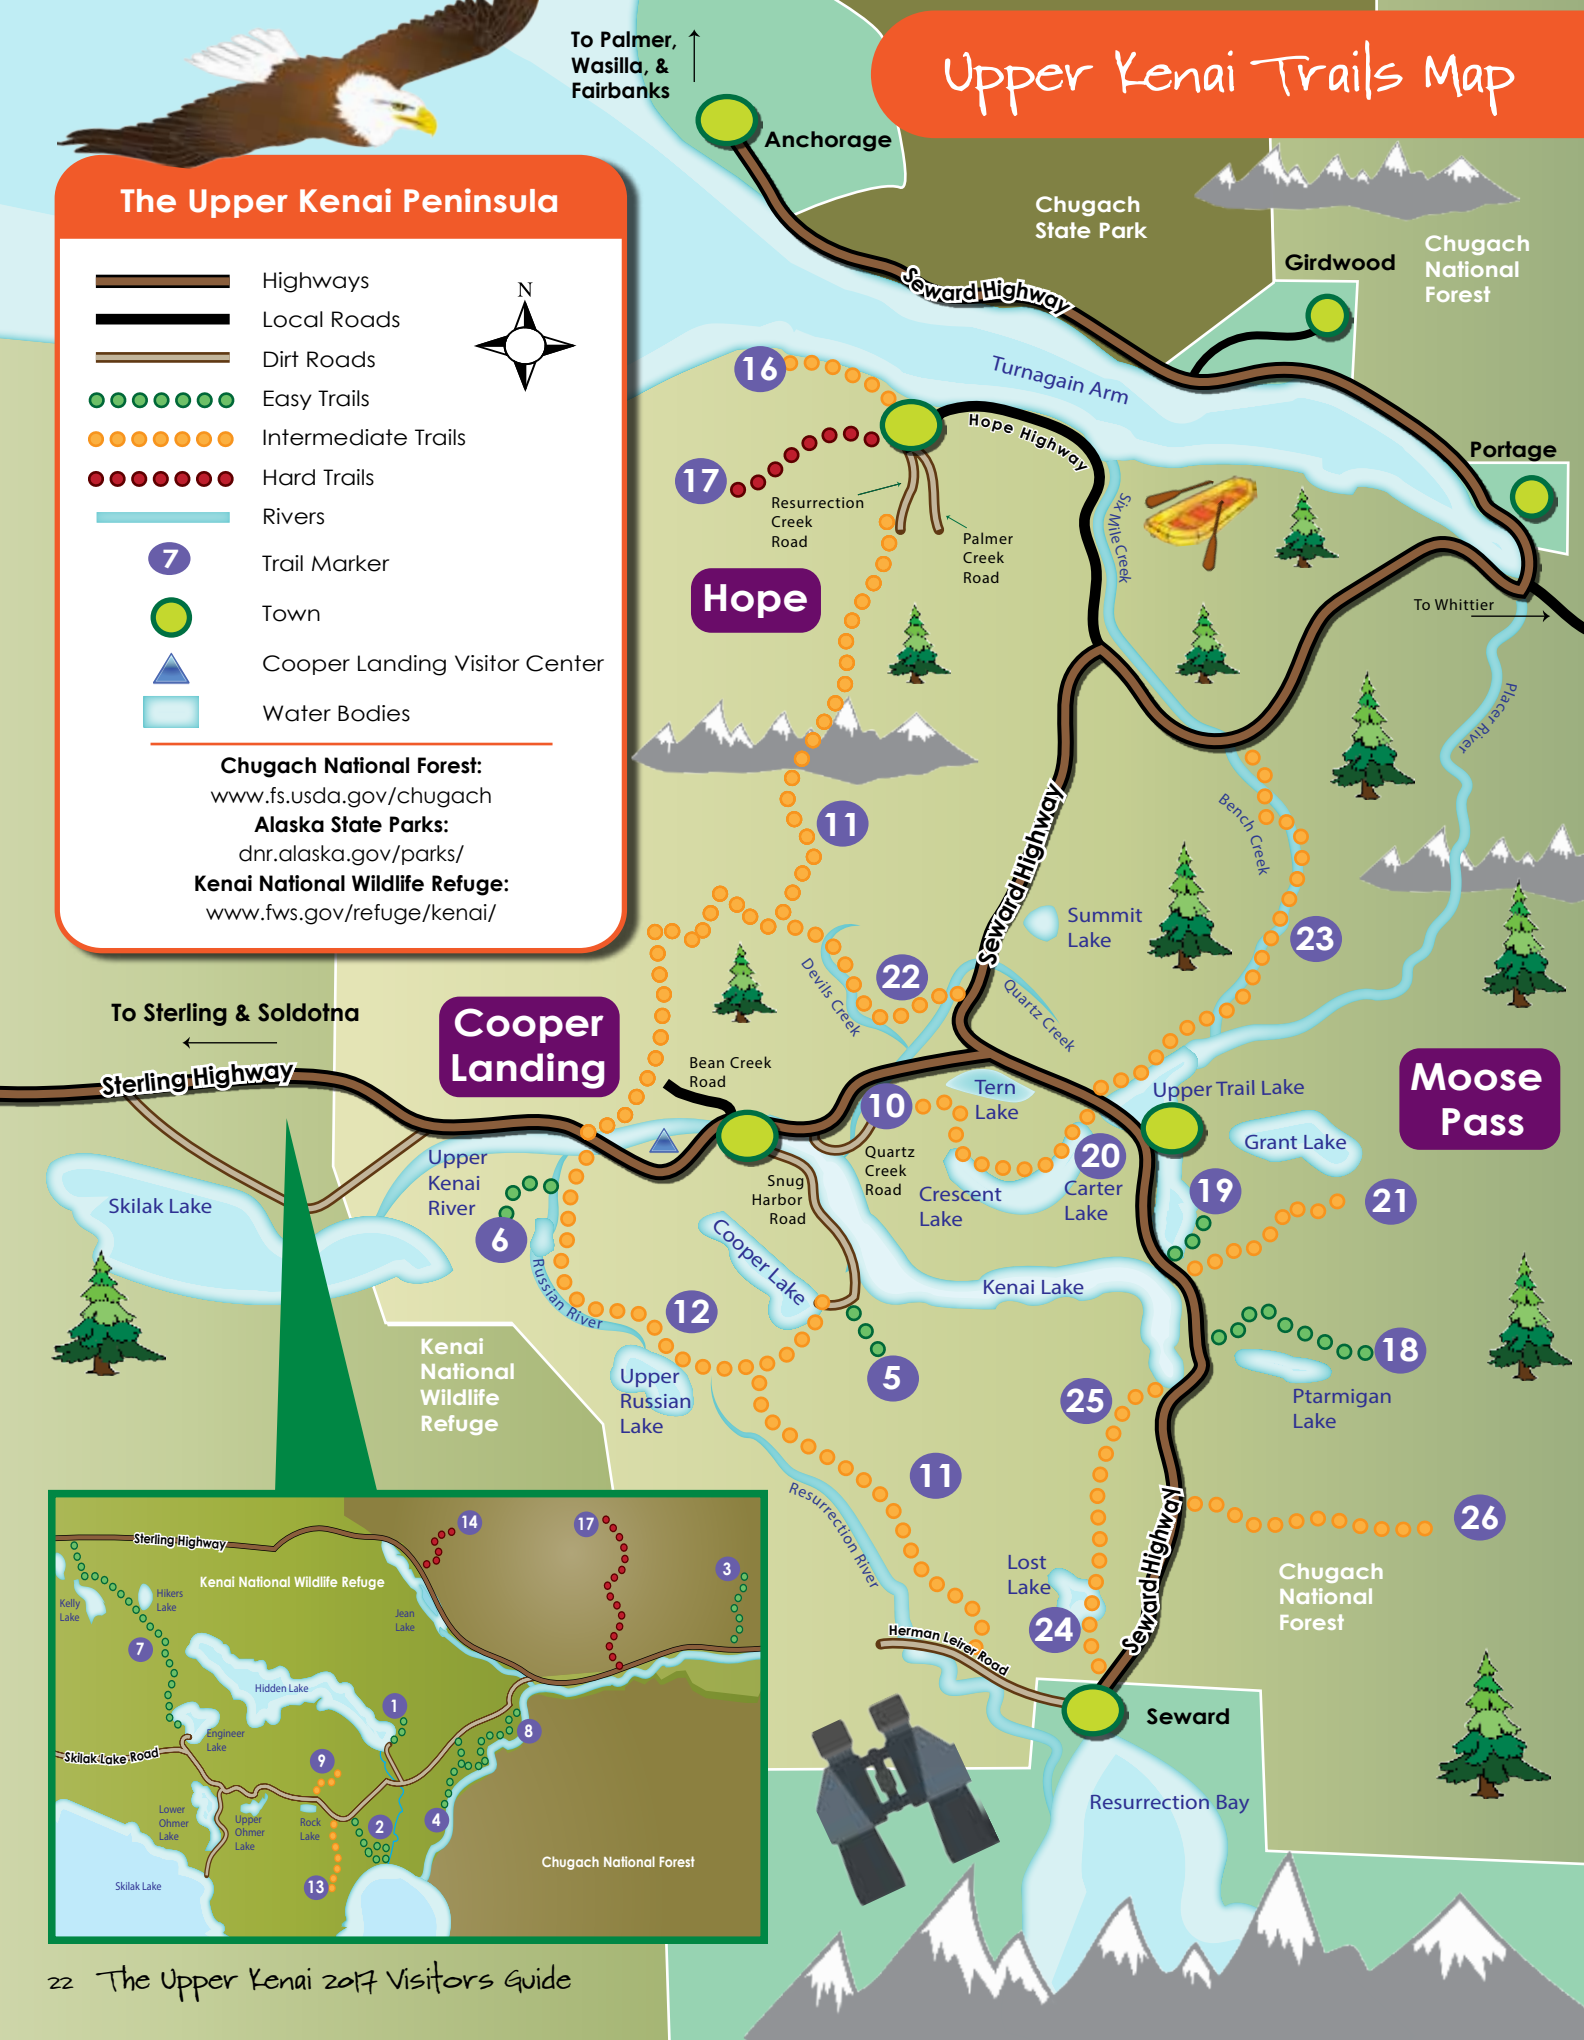 Upper Kenai Trails Map
To Palmer,
Wasilla, &
Fairbanks
Anchorage
Chugach
State Park
Chugach
National
Forest
Girdwood
Seward Highway
Turnagain Arm
Portage
To Whittier
The Upper Kenai Peninsula
Highways
Local Roads
Dirt Roads
Easy Trails
Intermediate Trails
Hard Trails
Rivers
7
Trail Marker
Town
Cooper Landing Visitor Center
Water Bodies
N
Chugach National Forest:
www.fs.usda.gov/chugach
Alaska State Parks:
dnr.alaska.gov/parks/
Kenai National Wildlife Refuge:
www.fws.gov/refuge/kenai/
16
17
Hope Highway
Resurrection
Creek
Road
Palmer
Creek
Road
Six Mile Creek
Hope
Placer River
11
Bench Creek
Seward Highway
Summit
Lake
23
22
Devils Creek
Quartz Creek
To Sterling & Soldotna
Sterling Highway
Cooper
Landing
Bean Creek
Road
10
Tern
Lake
Upper Trail Lake
Moose
Pass
Grant Lake
Quartz
Creek
Road
20
Crescent
Lake
Carter
Lake
19
21
Upper
Kenai
River
Skilak Lake
Snug
Harbor
Road
6
Cooper Lake
Russian River
Kenai Lake
12
5
18
Ptarmigan
Lake
Kenai
National
Wildlife
Refuge
Upper
Russian
Lake
25
11
Resurrection River
26
Seward Highway
Lost
Lake
24
Chugach
National
Forest
Herman Leirer Road
Seward
Resurrection Bay
Sterling Highway
14
17
3
Kenai National Wildlife Refuge
Kelly
Lake
Hikers
Lake
Jean
Lake
7
Hidden Lake
1
8
Engineer
Lake
Skilak Lake Road
9
Lower
Ohmer
Lake
Upper
Ohmer
Lake
Rock
Lake
2
4
13
Skilak Lake
Chugach National Forest
22 The Upper Kenai 2017 Visitors Guide